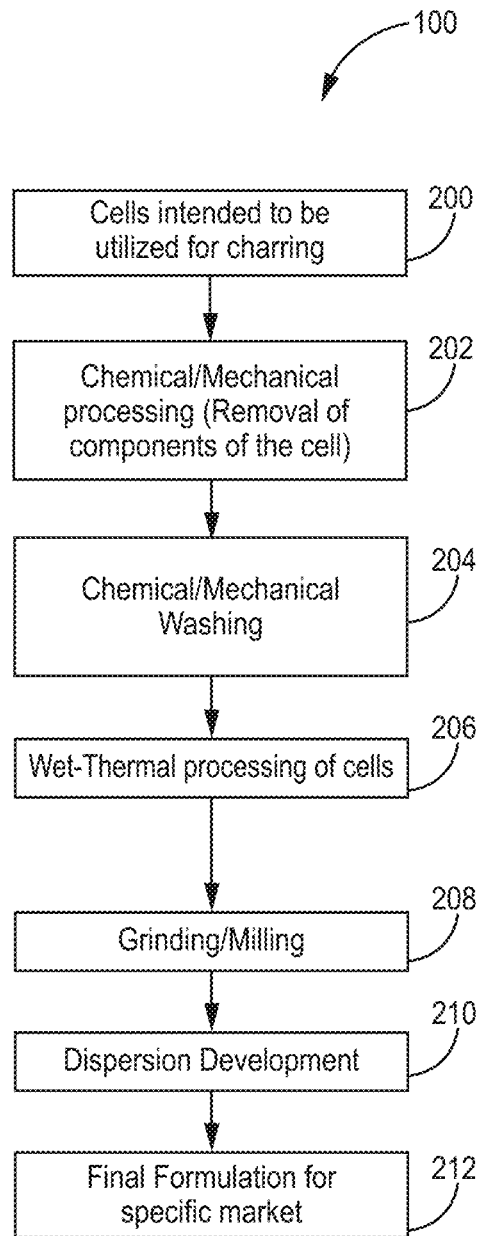 100
200
Cells intended to be
utilized for charring
202
Chemical/Mechanical
processing (Removal of
components of the cell)
204
Chemical/Mechanical
Washing
206
Wet-Thermal processing of cells
208
Grinding/Milling
210
Dispersion Development
212
Final Formulation for
specific market